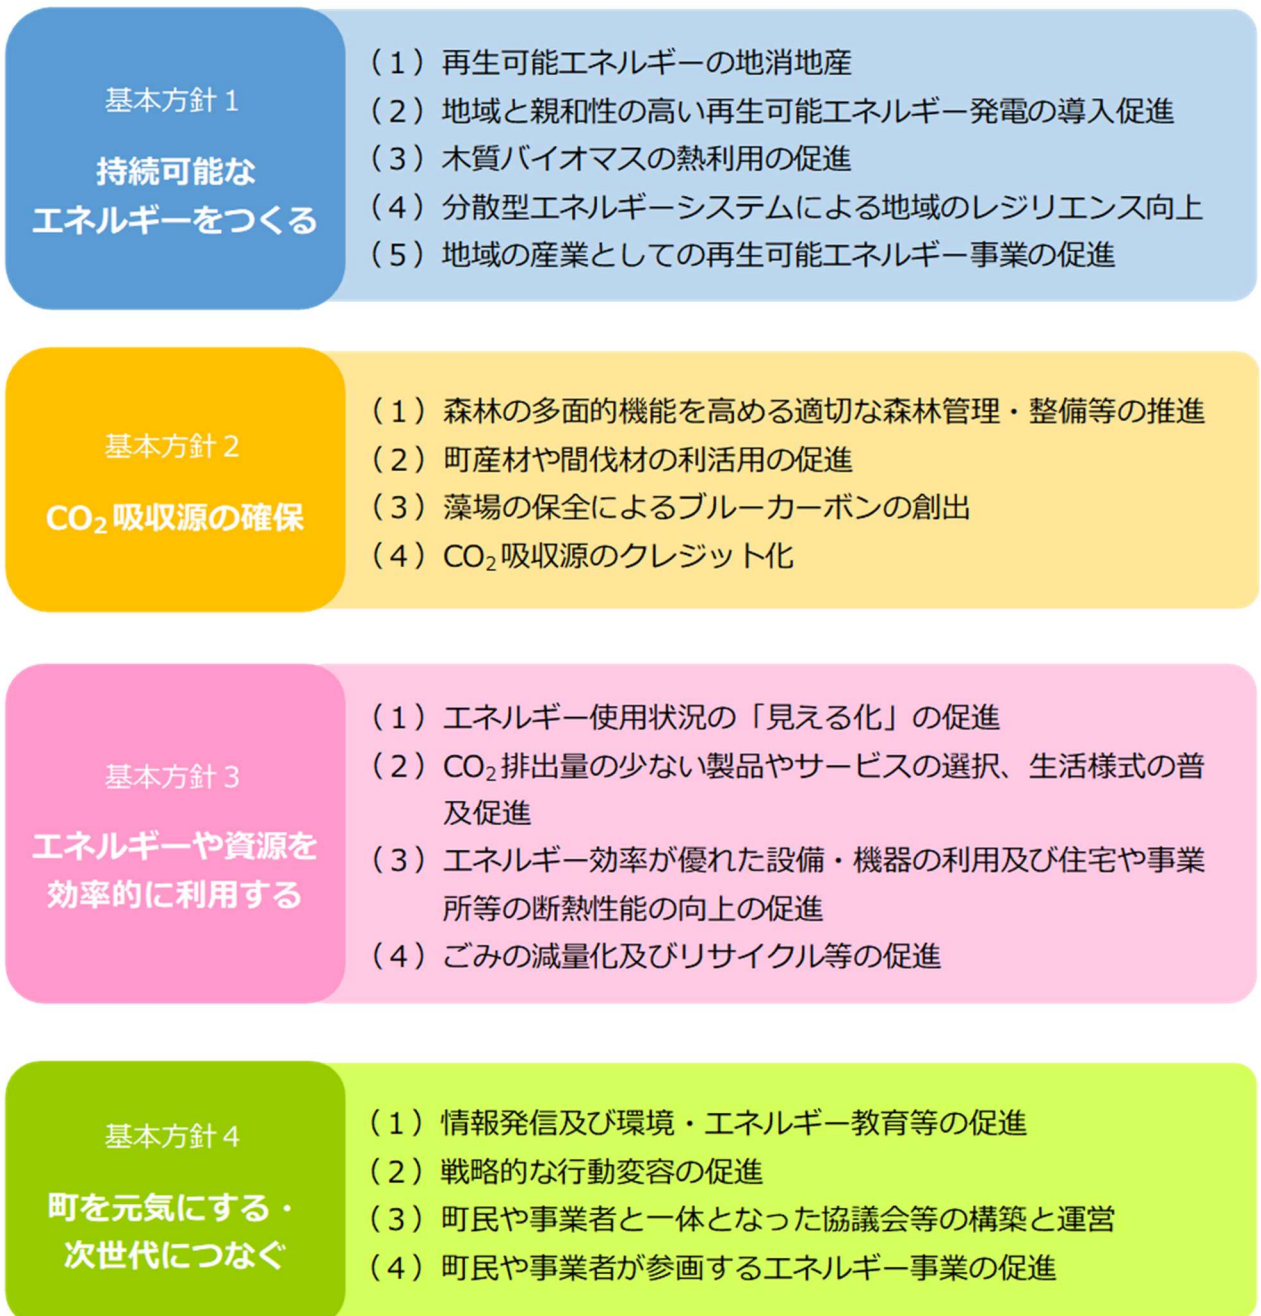 基本方針１
持続可能な
エネルギーをつくる
（１）再生可能エネルギーの地消地産
（２）地域と親和性の高い再生可能エネルギー発電の導入促進
（３）木質バイオマスの熱利用の促進
（４）分散型エネルギーシステムによる地域のレジリエンス向上
（５）地域の産業としての再生可能エネルギー事業の促進
基本方針２
CO₂吸収源の確保
（１）森林の多面的機能を高める適切な森林管理・整備等の推進
（２）町産材や間伐材の利活用の促進
（３）藻場の保全によるブルーカーボンの創出
（４）CO₂吸収源のクレジット化
基本方針３
エネルギーや資源を
効率的に利用する
（１）エネルギー使用状況の「見える化」の促進
（２）CO₂排出量の少ない製品やサービスの選択、生活様式の普
及促進
（３）エネルギー効率が優れた設備・機器の利用及び住宅や事業
所等の断熱性能の向上の促進
（４）ごみの減量化及びリサイクル等の促進
基本方針４
町を元気にする・
次世代につなぐ
（１）情報発信及び環境・エネルギー教育等の促進
（２）戦略的な行動変容の促進
（３）町民や事業者と一体となった協議会等の構築と運営
（４）町民や事業者が参画するエネルギー事業の促進